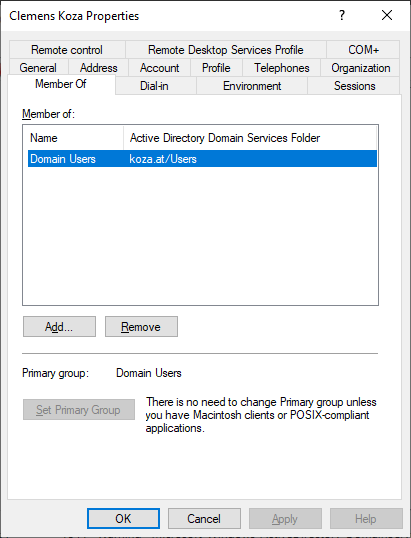 Clemens Koza Properties
?
Remote control Remote Desktop Services Profile COM+
General Address Account Profile Telephones Organization
Member Of Dial-in Environment Sessions
Member of:
Name Active Directory Domain Services Folder
Domain Users koza.at/Users
Add... Remove
Primary group: Domain Users
Set Primary Group
There is no need to change Primary group unless
you have Macintosh clients or POSIX-compliant
applications.
OK Cancel Apply Help